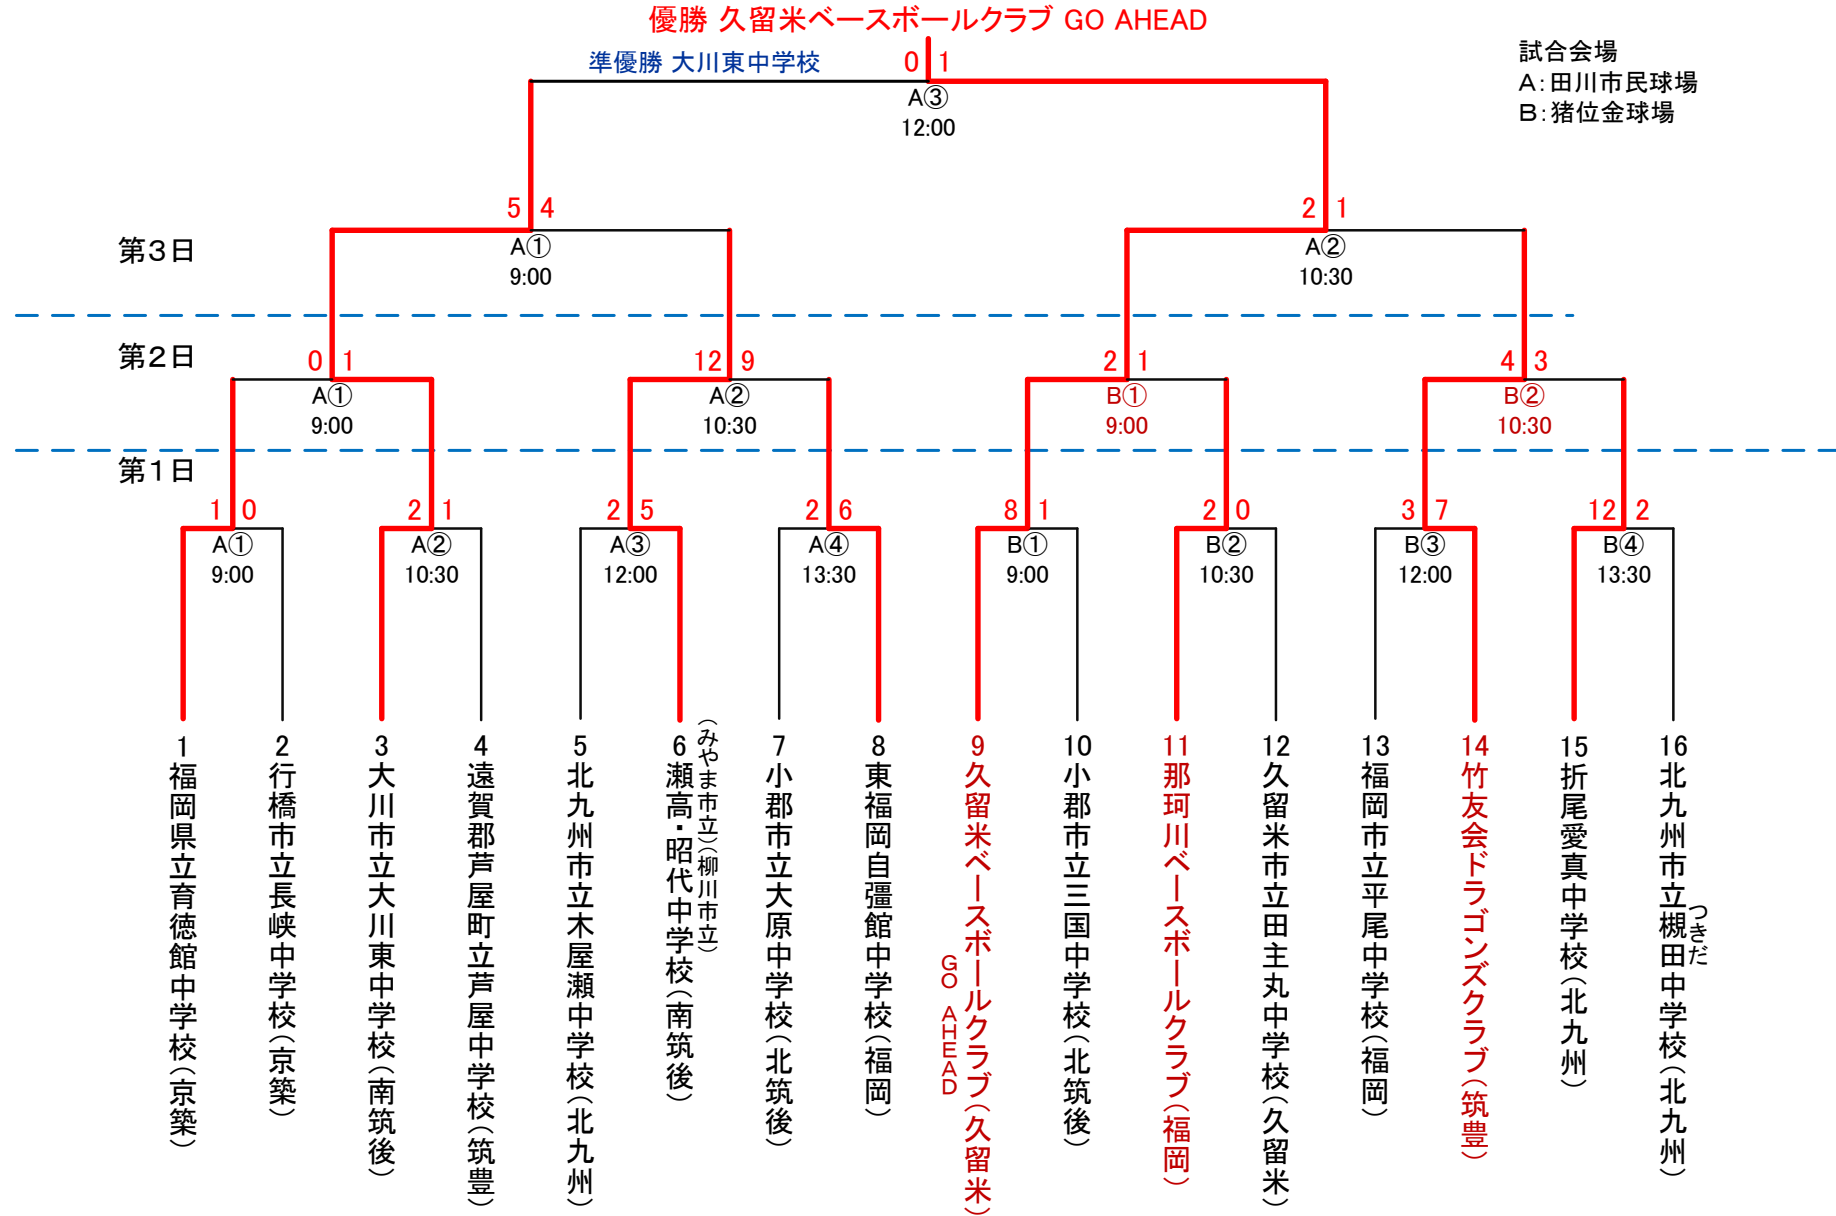 優勝 久留米ベースボールクラブ GO AHEAD
準優勝 大川東中学校
0 1
A③
12:00
試合会場
A:田川市民球場
B:猪位金球場
第3日
5 4
A①
9:00
2 1
A②
10:30
第2日
0 1
A①
9:00
12 9
A②
10:30
2 1
B①
9:00
4 3
B②
10:30
第1日
1 0
A①
9:00
2 1
A②
10:30
2 5
A③
12:00
2 6
A④
13:30
8 1
B①
9:00
2 0
B②
10:30
3 7
B③
12:00
12 2
B④
13:30
1 福岡県立育徳館中学校(京築)
2 行橋市立長峡中学校(京築)
3 大川市立大川東中学校(南筑後)
4 遠賀郡芦屋町立芦屋中学校(筑豊)
5 北九州市立木屋瀬中学校(北九州)
6 瀬高・昭代中学校(南筑後)
(みやま市立)(柳川市立)
7 小郡市立大原中学校(北筑後)
8 東福岡自彊館中学校(福岡)
9 久留米ベースボールクラブ(久留米)
GO AHEAD
10 小郡市立三国中学校(北筑後)
11 那珂川ベースボールクラブ(福岡)
12 久留米市立田主丸中学校(久留米)
13 福岡市立平尾中学校(福岡)
14 竹友会ドラゴンズクラブ(筑豊)
15 折尾愛真中学校(北九州)
16 北九州市立槻田中学校(北九州)
つきだ